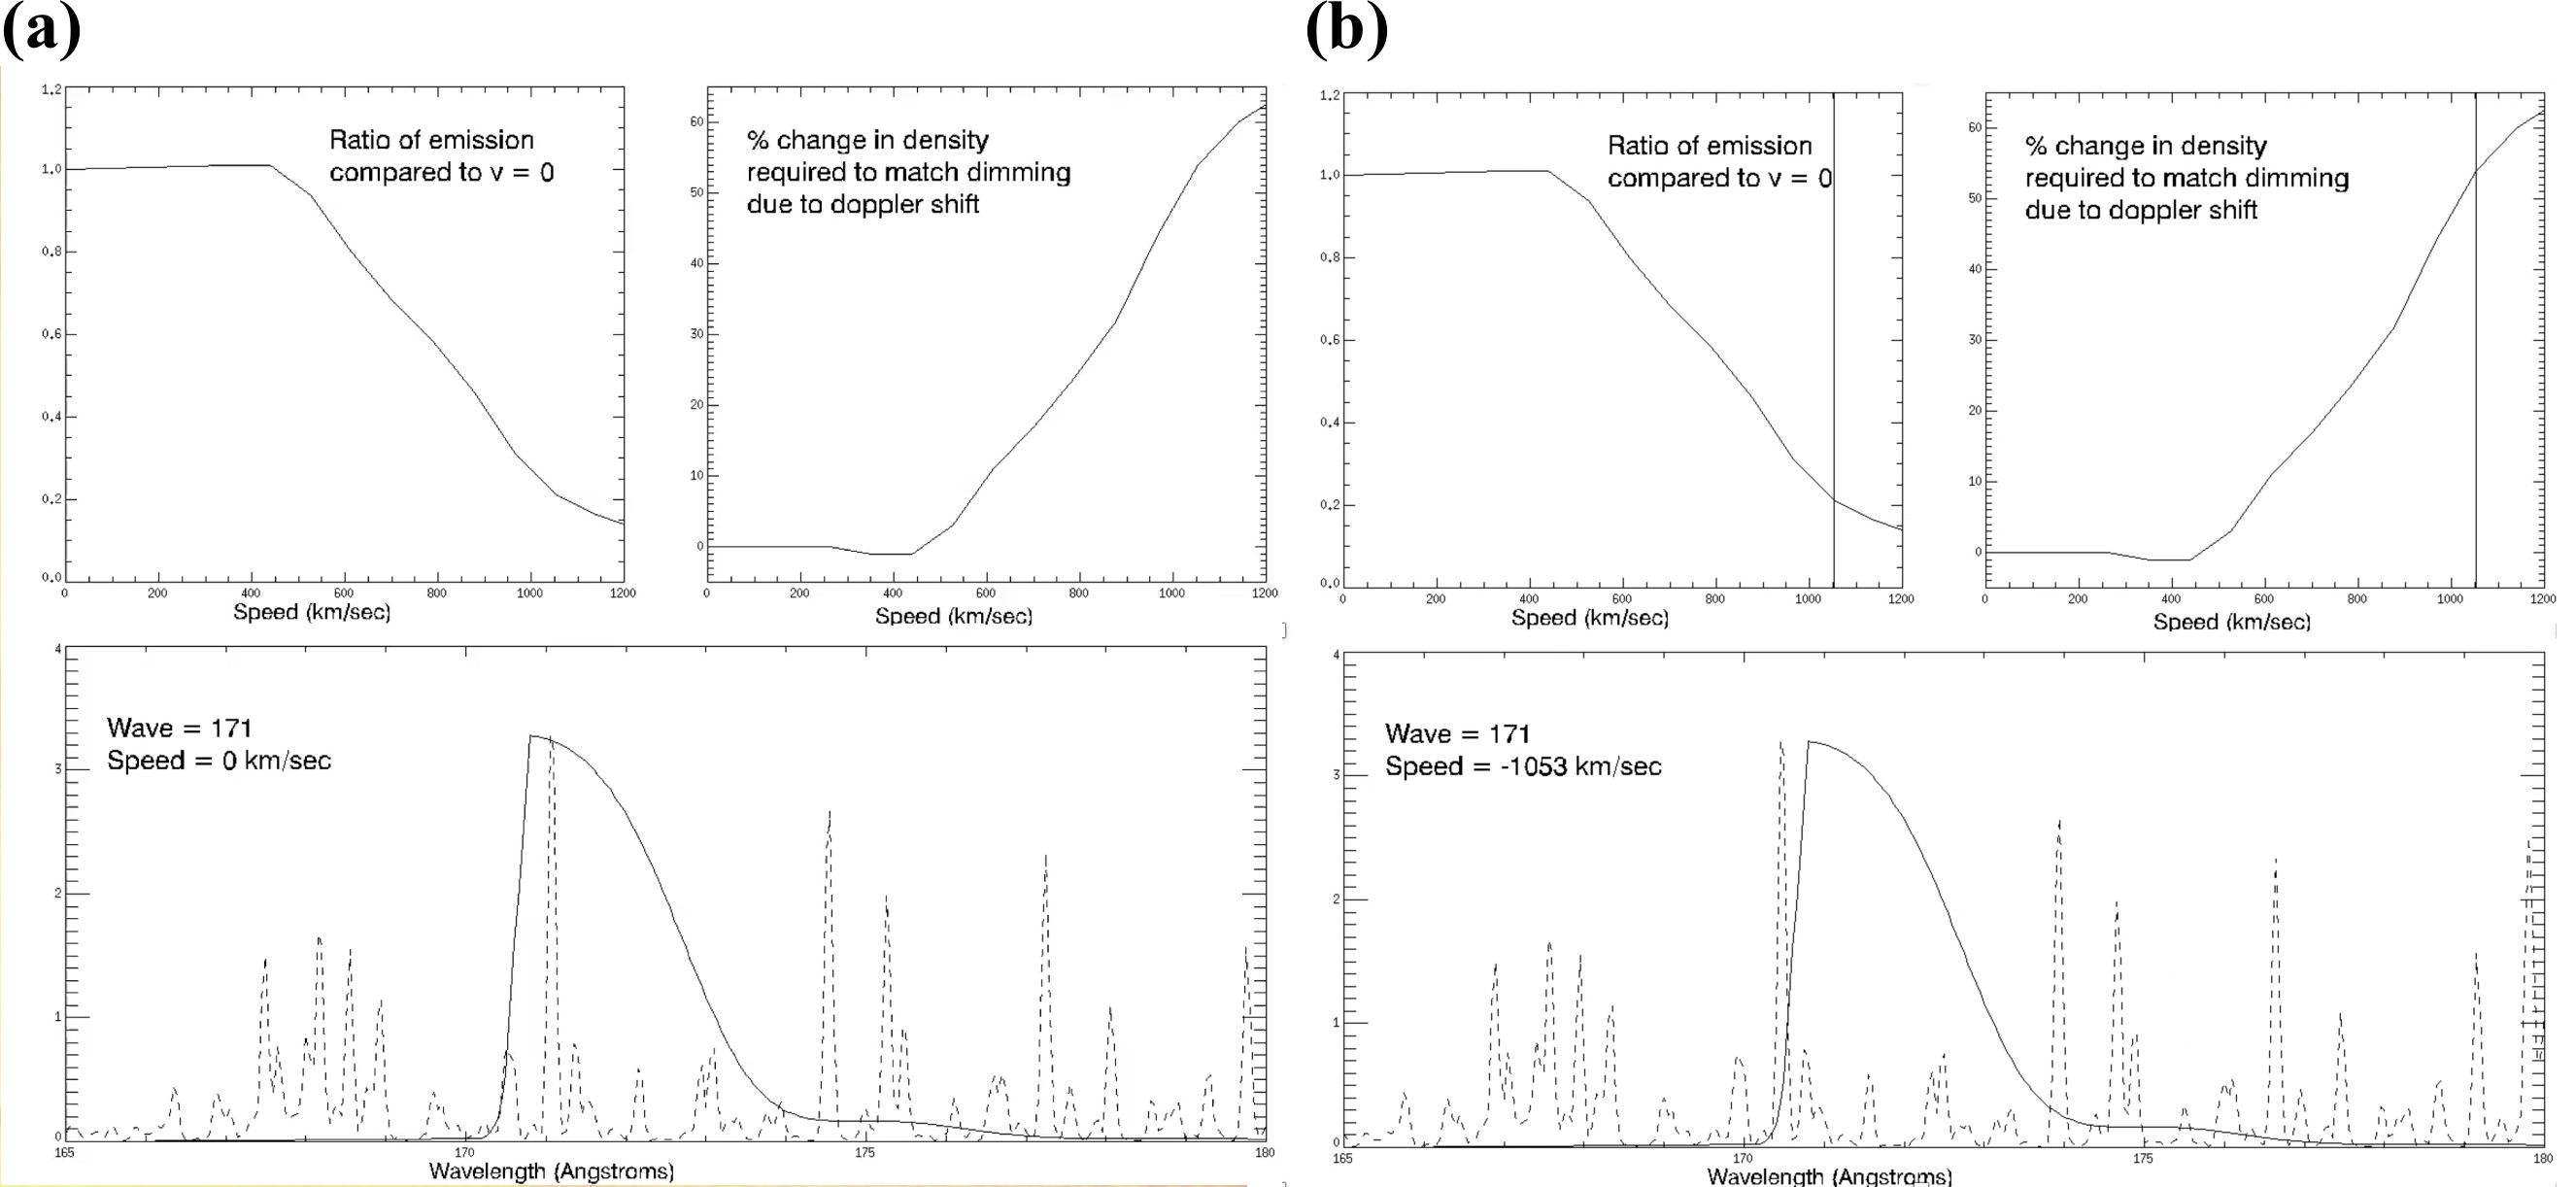 (a)
1.2
1.0
0.8
0.6
0.4
0.2
0.0
Ratio of emission
compared to v = 0
0 200 400 600 800 1000 1200
Speed (km/sec)
60
50
40
30
20
10
0
% change in density
required to match dimming
due to doppler shift
0 200 400 600 800 1000 1200
Speed (km/sec)
4
3
2
1
0
Wave = 171
Speed = 0 km/sec
165 170 175 180
Wavelength (Angstroms)
(b)
1.2
1.0
0.8
0.6
0.4
0.2
0.0
Ratio of emission
compared to v = 0
0 200 400 600 800 1000 1200
Speed (km/sec)
60
50
40
30
20
10
0
% change in density
required to match dimming
due to doppler shift
0 200 400 600 800 1000 1200
Speed (km/sec)
4
3
2
1
0
Wave = 171
Speed = -1053 km/sec
165 170 175 180
Wavelength (Angstroms)